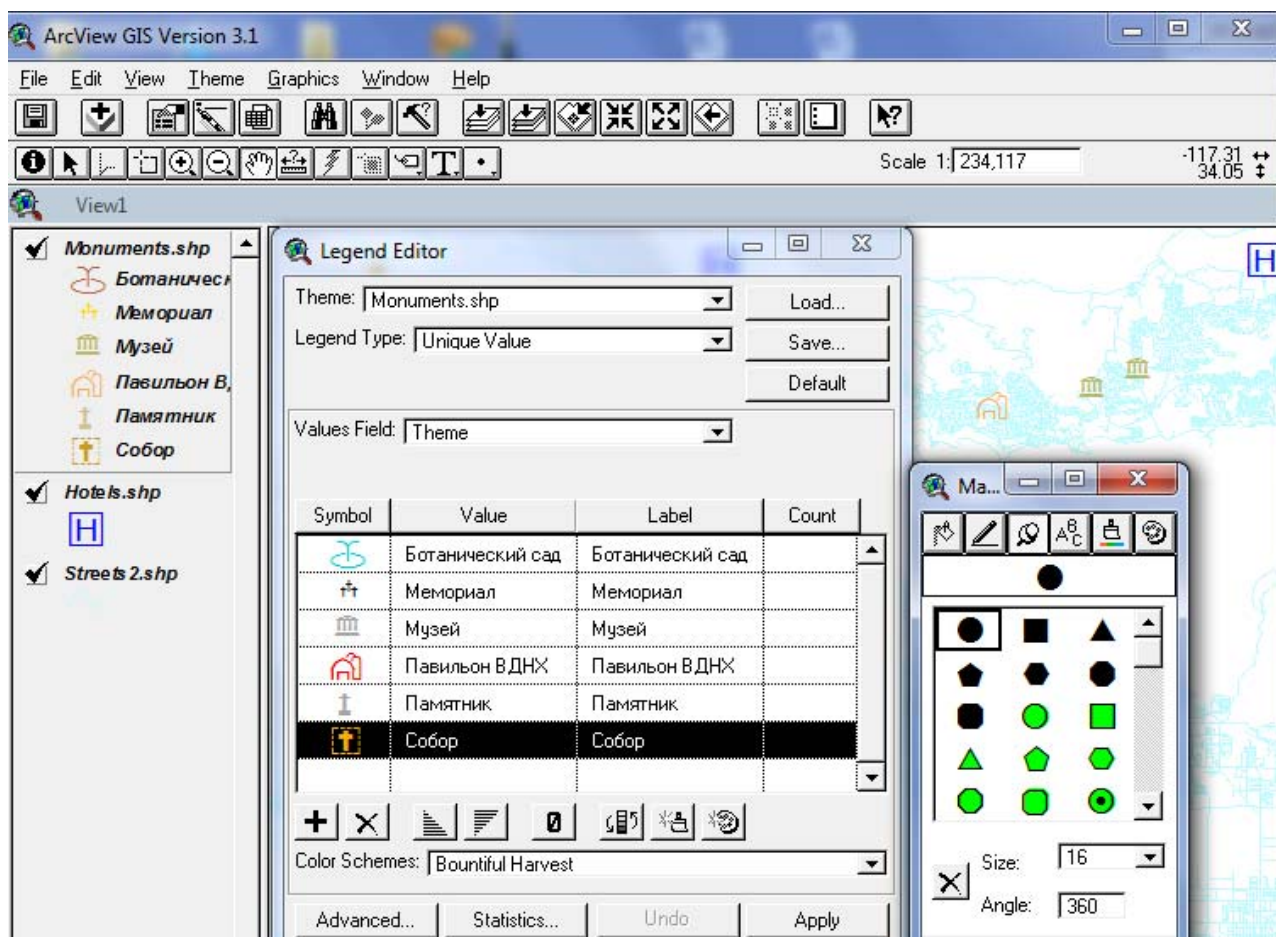 ArcView GIS Version 3.1
File Edit View Theme Graphics Window Help
Scale 1: 234,117
-117.31
34.05
View1
Monuments.shp
Ботаническ
Мемориал
Музей
Павильон В
Памятник
Собор
Hotels.shp
H
Streets2.shp
Legend Editor
Theme: Monuments.shp
Load...
Legend Type: Unique Value
Save...
Default
Values Field: Theme
Symbol Value Label Count
Ботанический сад Ботанический сад
Мемориал Мемориал
Музей Музей
Павильон ВДНХ Павильон ВДНХ
Памятник Памятник
Собор Собор
Color Schemes: Bountiful Harvest
Advanced... Statistics... Undo Apply
H
Ma...
Size: 16
Angle: 360